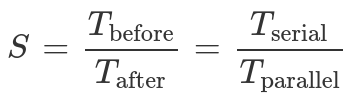 S = T_before / T_after = T_serial / T_parallel